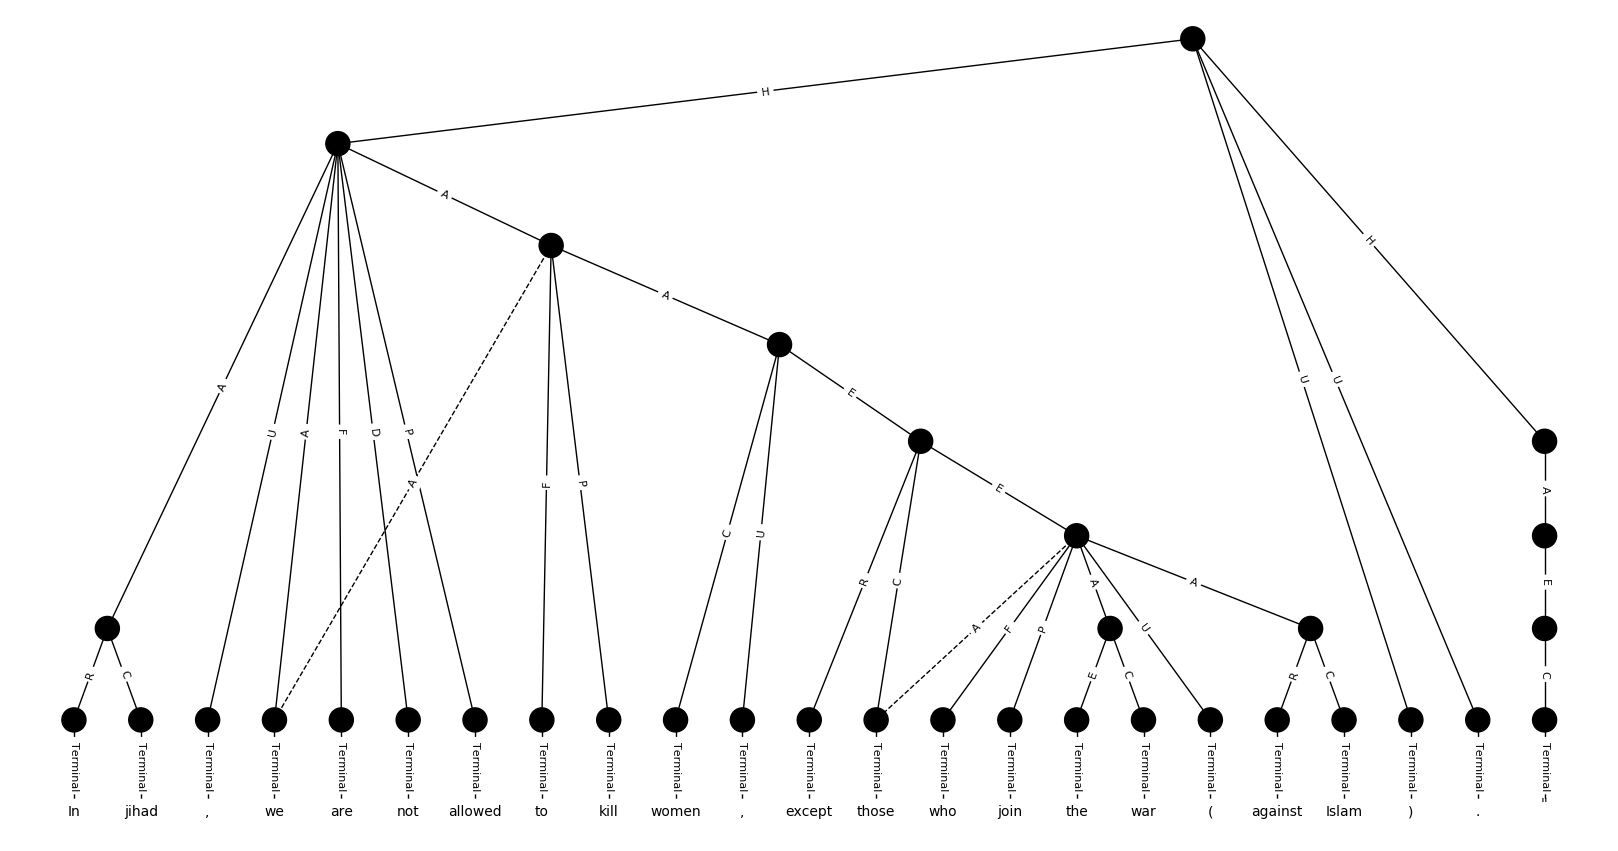 H
A
A
A
E
E
A
U
A
F
D
P
A
F
P
C
U
R
C
A
F
P
A
U
A
U
U
H
A
E
C
R
C
E
C
R
C
Terminal Terminal Terminal Terminal Terminal Terminal Terminal Terminal Terminal Terminal Terminal Terminal Terminal Terminal Terminal Terminal Terminal Terminal Terminal Terminal Terminal Terminal Terminal
In jihad , we are not allowed to kill women , except those who join the war ( against Islam ) .